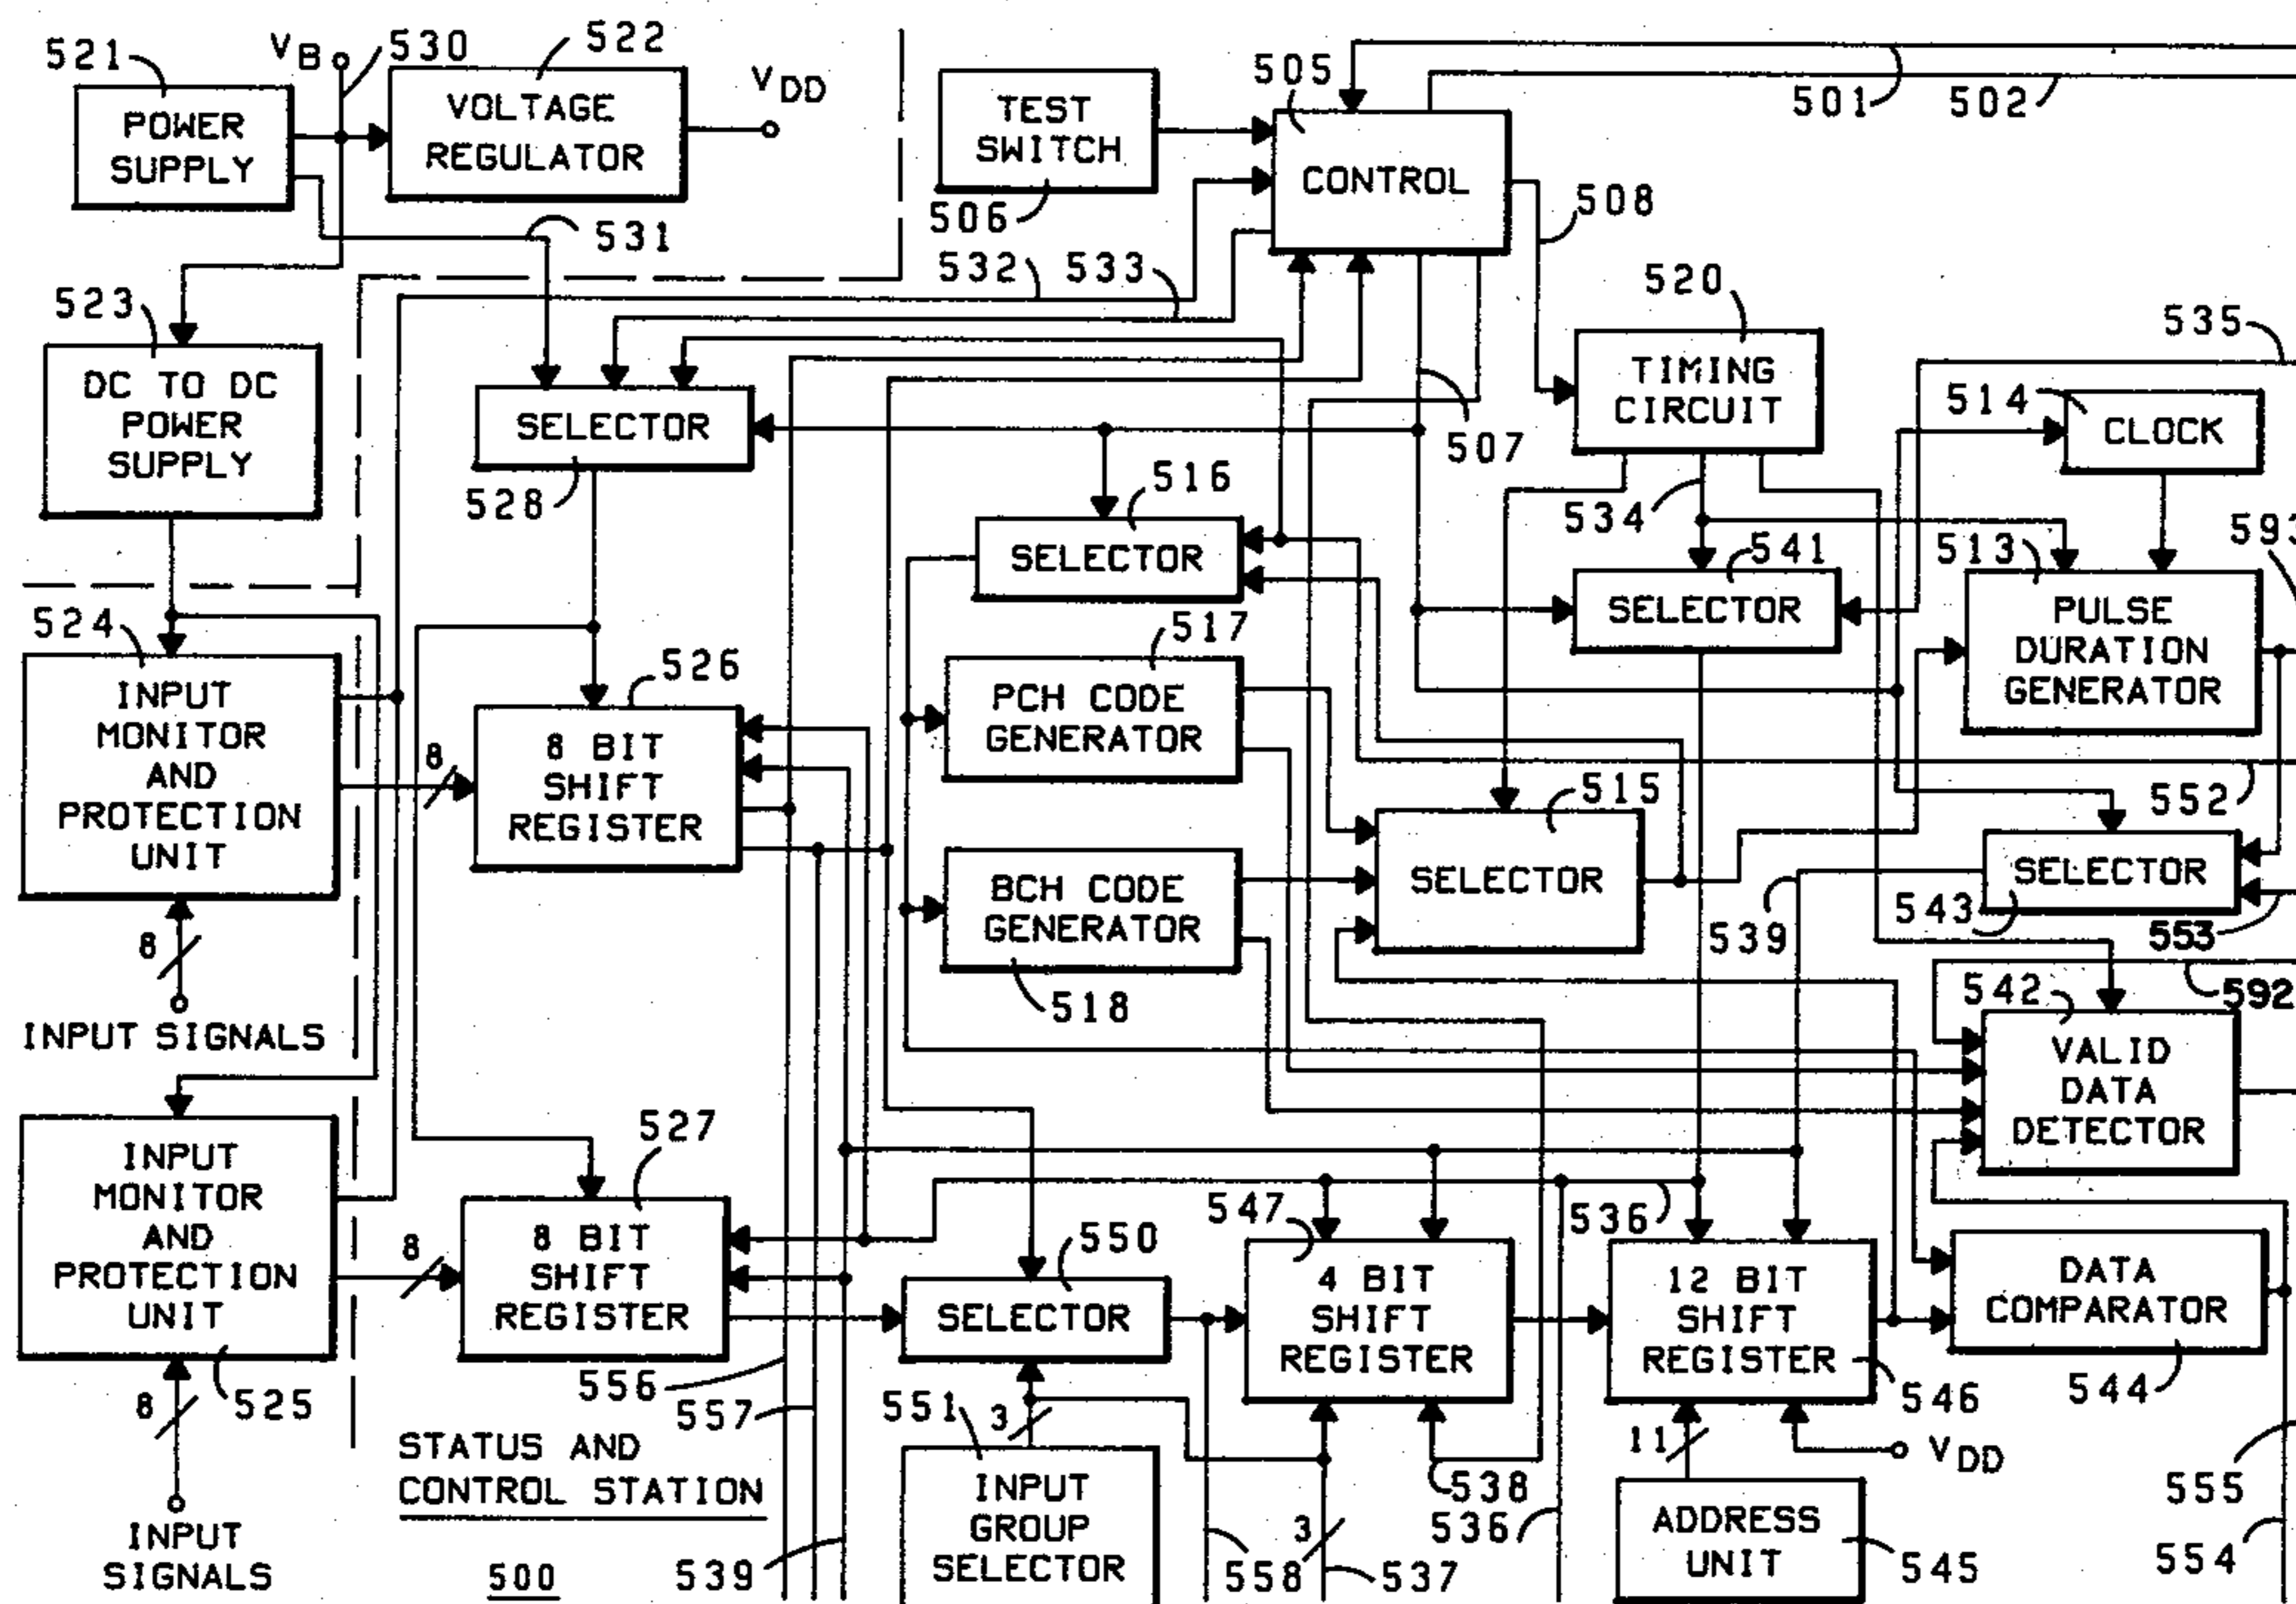 521
V B
530
522
V DD
POWER
SUPPLY
VOLTAGE
REGULATOR
531
TEST
SWITCH
506
505
CONTROL
501
502
508
532
533
523
DC TO DC
POWER
SUPPLY
SELECTOR
528
507
520
TIMING
CIRCUIT
534
535
514
CLOCK
516
SELECTOR
541
SELECTOR
513
PULSE
DURATION
GENERATOR
593
524
INPUT
MONITOR
AND
PROTECTION
UNIT
8
8
INPUT SIGNALS
526
8 BIT
SHIFT
REGISTER
517
PCH CODE
GENERATOR
BCH CODE
GENERATOR
518
515
SELECTOR
552
SELECTOR
543
539
553
592
542
VALID
DATA
DETECTOR
INPUT
MONITOR
AND
PROTECTION
UNIT
8
8
525
INPUT
SIGNALS
527
8 BIT
SHIFT
REGISTER
550
SELECTOR
547
4 BIT
SHIFT
REGISTER
536
12 BIT
SHIFT
REGISTER
546
DATA
COMPARATOR
544
556
557
551
3
INPUT
GROUP
SELECTOR
STATUS AND
CONTROL STATION
500
539
558
3
537
538
536
11
V DD
ADDRESS
UNIT
545
555
554